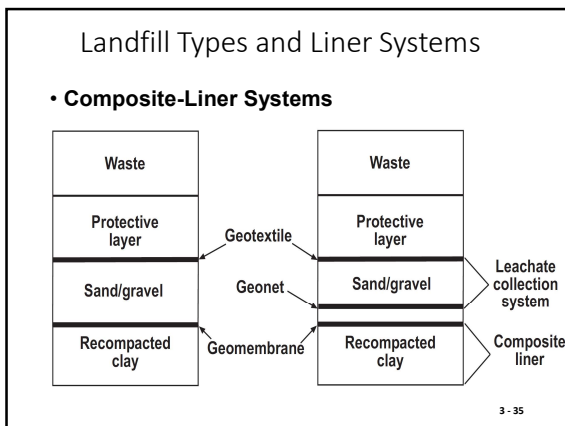 Landfill Types and Liner Systems
• Composite-Liner Systems
Waste
Protective
layer
Sand/gravel
Recompacted
clay
Geotextile
Geonet
Geomembrane
Waste
Protective
layer
Sand/gravel
Recompacted
clay
Leachate
collection
system
Composite
liner
3 - 35